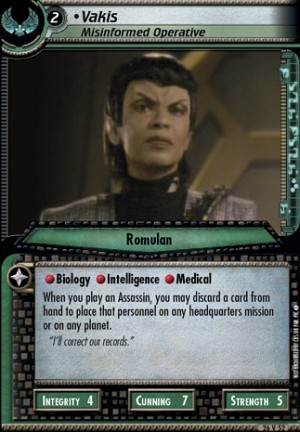 2 • Vakis
Misinformed Operative
Romulan
Biology Intelligence Medical
When you play an Assassin, you may discard a card from
hand to place that personnel on any headquarters mission
or on any planet.
"I'll correct our records."
Integrity 4 Cunning 7 Strength 5